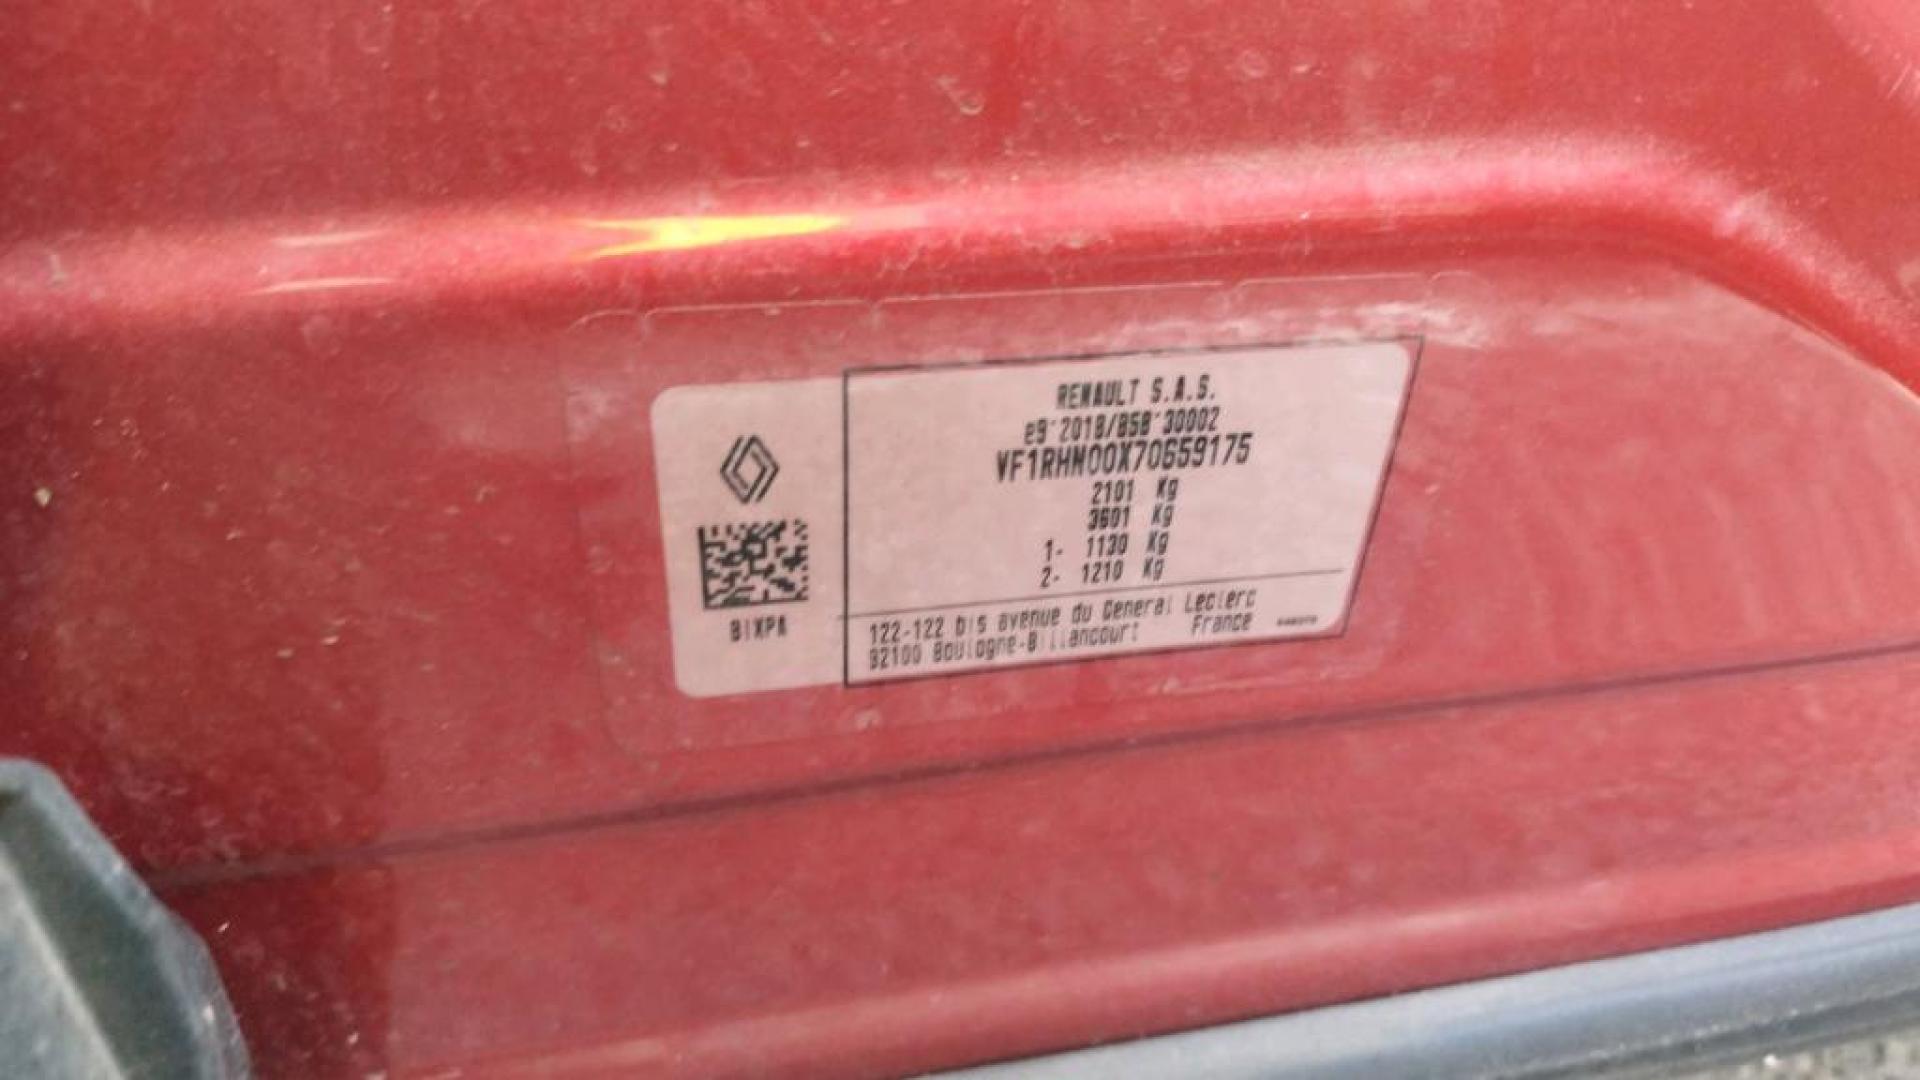 RENAULT S.A.S.
e9*2018/858*30002
VF1RHN00X70659175
2101 Kg
3601 Kg
1- 1130 Kg
2- 1210 Kg
122-122 bis avenue du General Leclerc
92100 Boulogne-Billancourt France